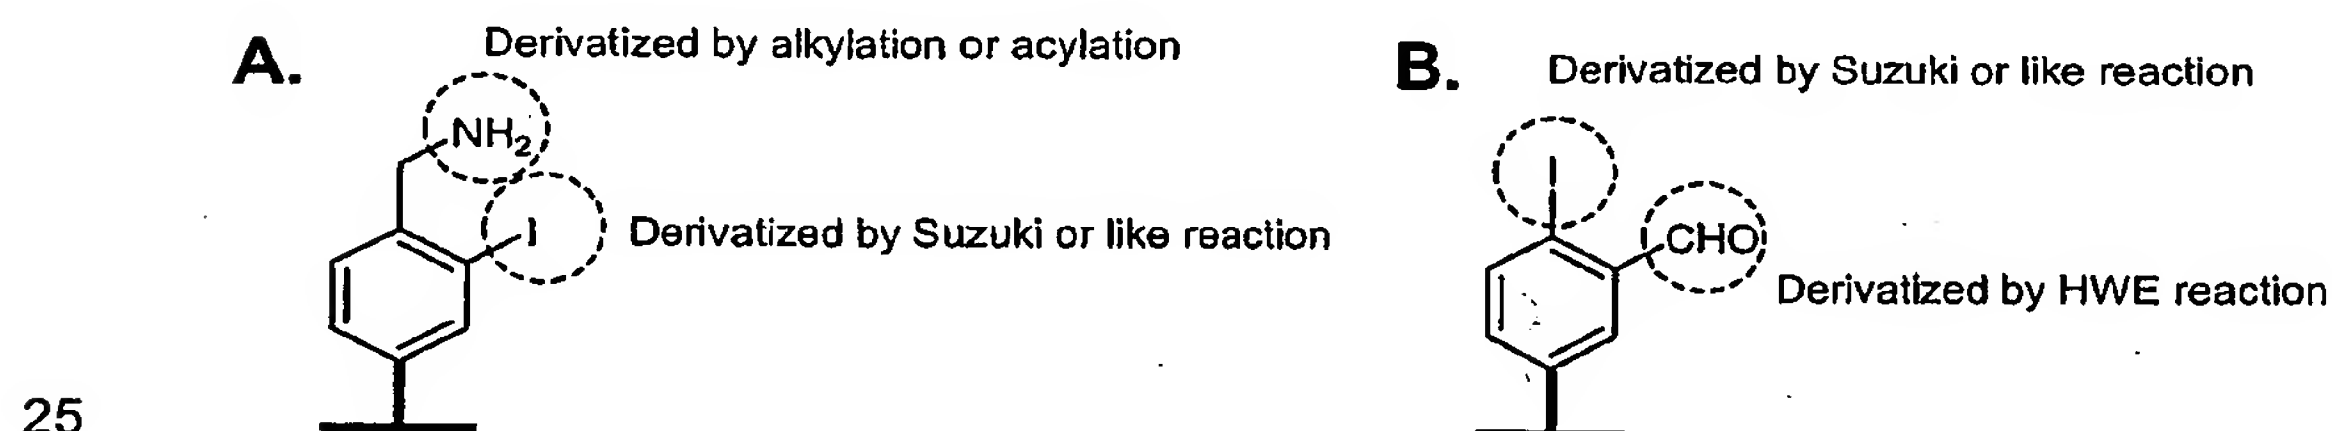 A.
Derivatized by alkylation or acylation
NH2
I
Derivatized by Suzuki or like reaction
B.
Derivatized by Suzuki or like reaction
I
CHO
Derivatized by HWE reaction
25